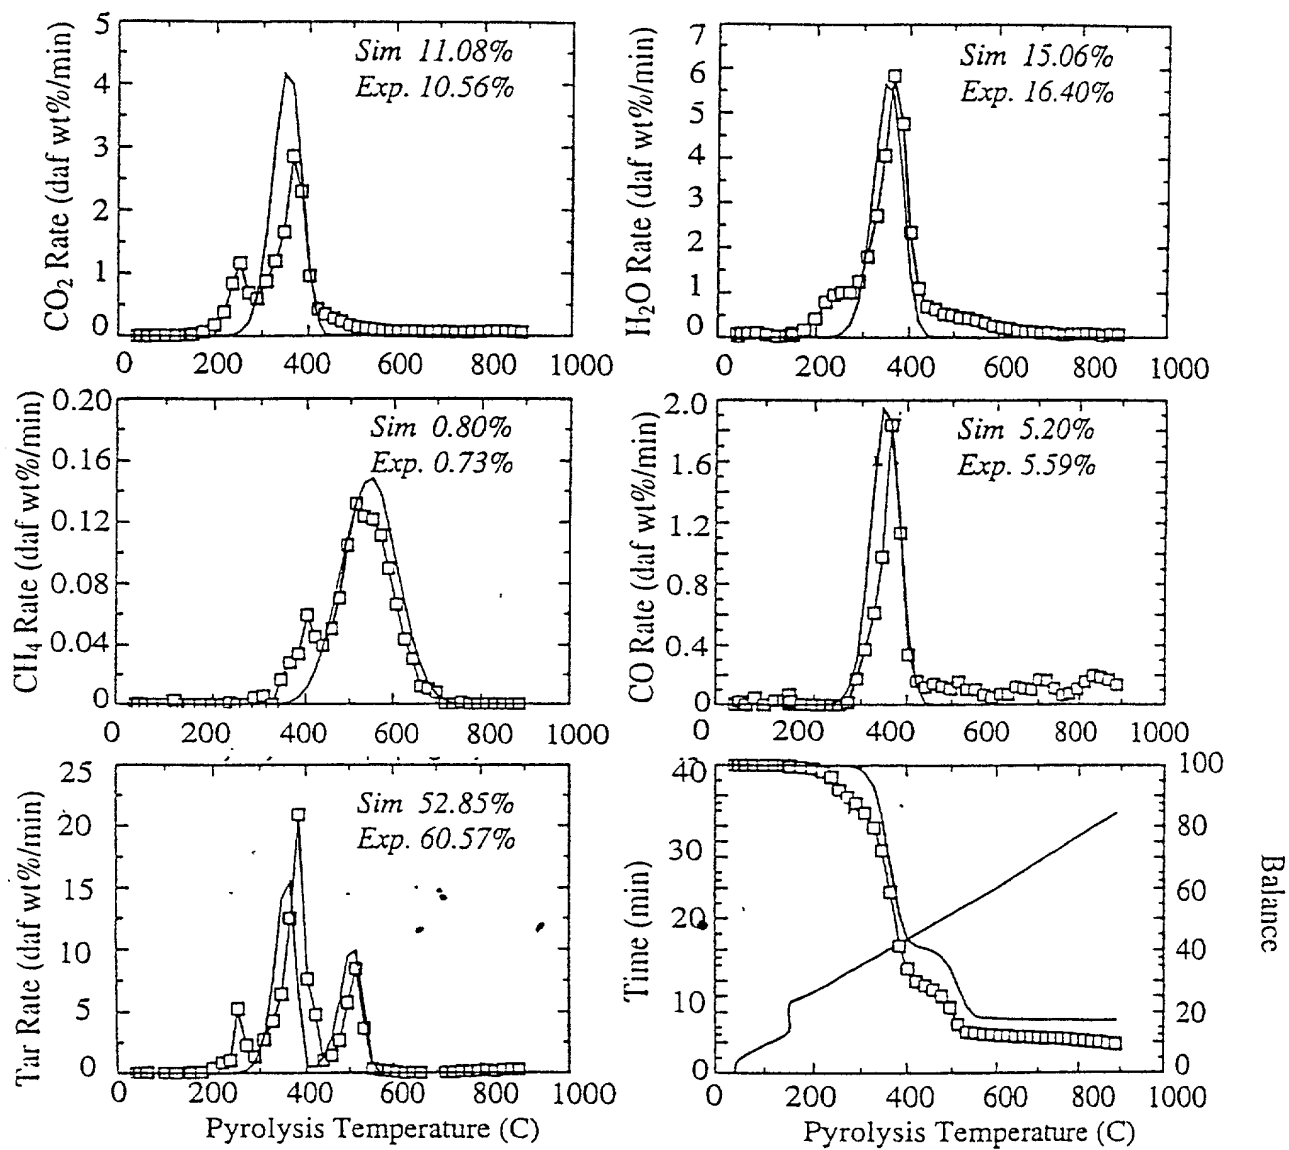 CO2 Rate (daf wt%/min)
5
4
3
2
1
0
Sim 11.08%
Exp. 10.56%
0 200 400 600 800 1000
H2O Rate (daf wt%/min)
7
6
5
4
3
2
1
0
Sim 15.06%
Exp. 16.40%
0 200 400 600 800 1000
CH4 Rate (daf wt%/min)
0.20
0.16
0.12
0.08
0.04
0
Sim 0.80%
Exp. 0.73%
0 200 400 600 800 1000
CO Rate (daf wt%/min)
2.0
1.6
1.2
0.8
0.4
0
Sim 5.20%
Exp. 5.59%
0 200 400 600 800 1000
Tar Rate (daf wt%/min)
25
20
15
10
5
0
Sim 52.85%
Exp. 60.57%
0 200 400 600 800 1000
Pyrolysis Temperature (C)
Time (min)
40
30
20
10
0
100
80
60
40
20
0
Balance
0 200 400 600 800 1000
Pyrolysis Temperature (C)